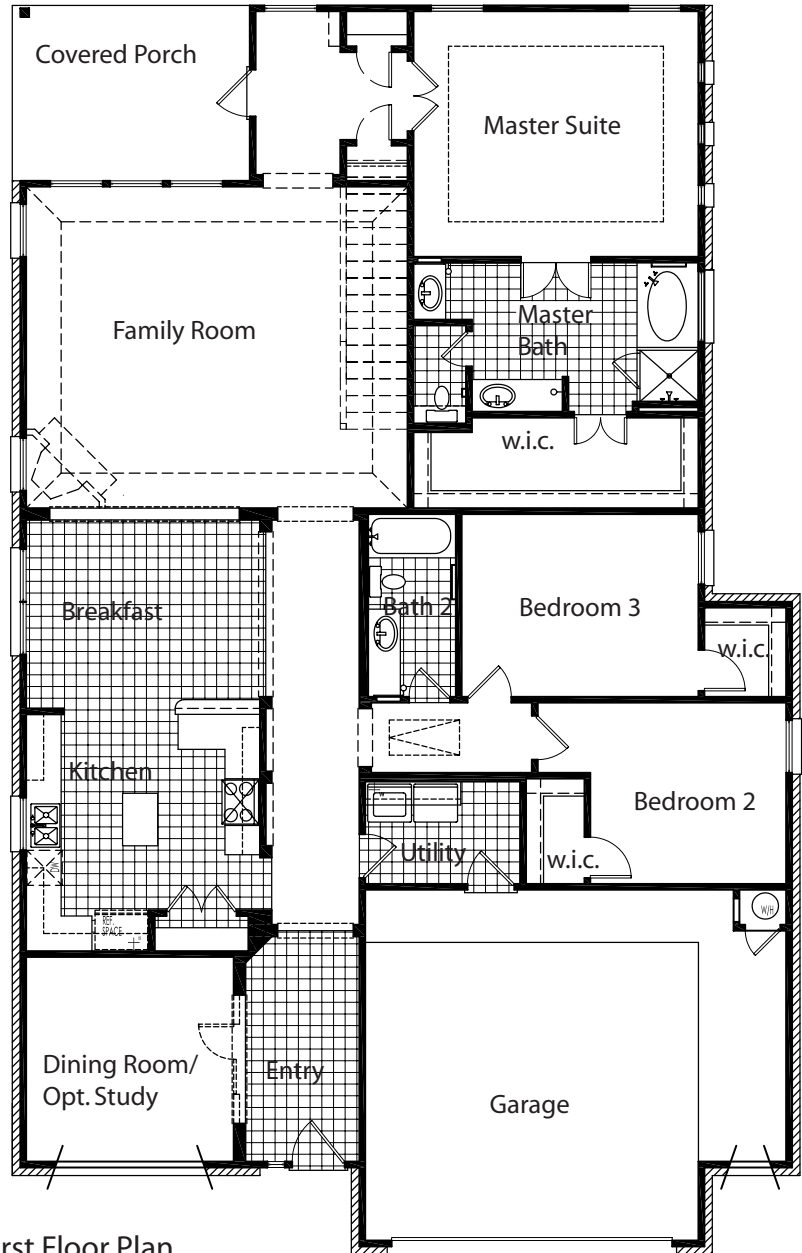 Covered Porch
Master Suite
Family Room
Master
Bath
w.i.c.
Breakfast
Bath 2
Bedroom 3
w.i.c.
Kitchen
Bedroom 2
Utility
w.i.c.
DW
REF.
SPACE
W/H
Dining Room/
Opt. Study
Entry
Garage
rst Floor Plan